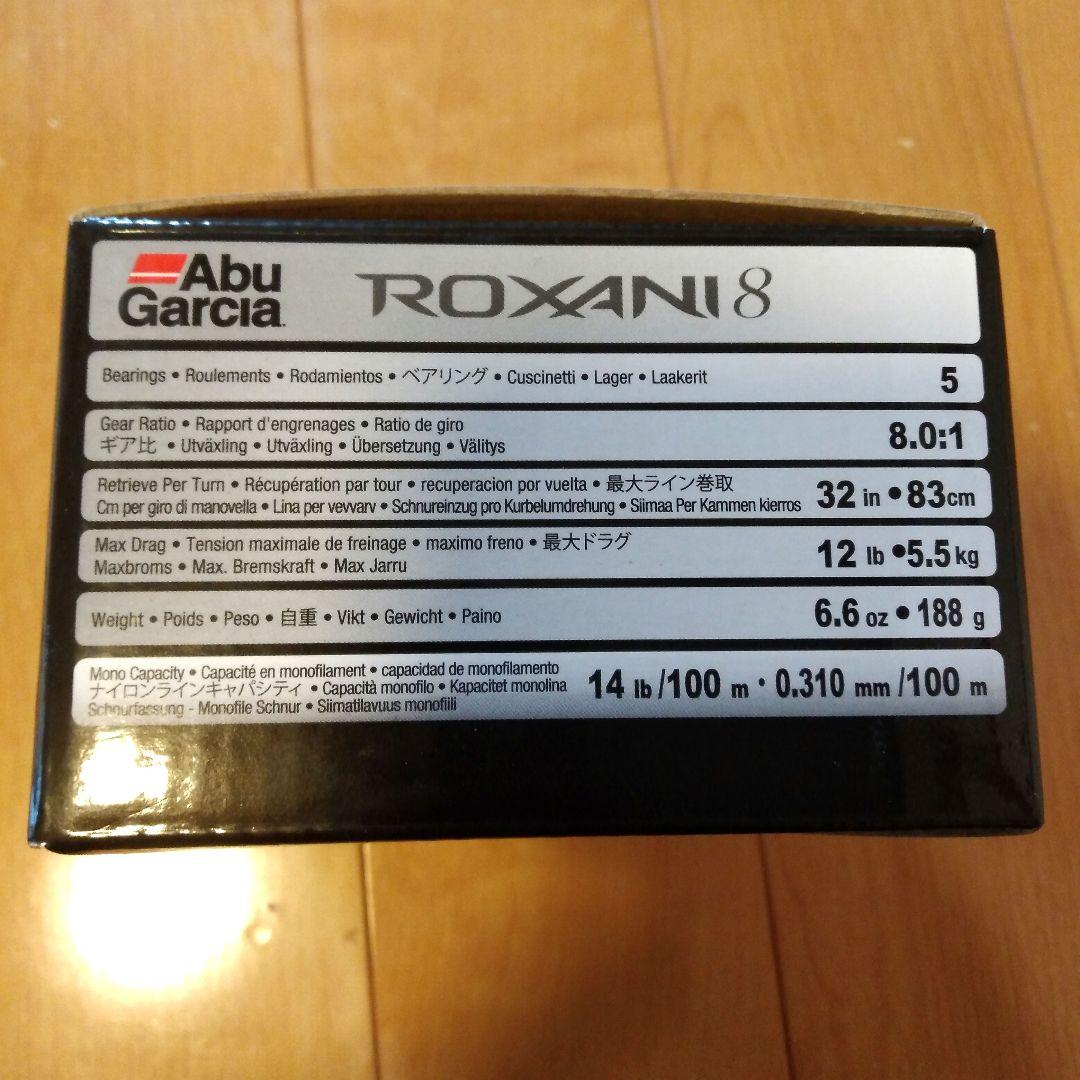 Abu Garcia ROXANI 8
Bearings • Roulements • Rodamientos • ベアリング • Cuscinetti • Lager • Laakerit 5
Gear Ratio • Rapport d'engrenages • Ratio de giro
ギア比 • Utväxling • Utväxling • Übersetzung • Välitys 8.0:1
Retrieve Per Turn • Récupération par tour • recuperacion por vuelta • 最大ライン巻取
Cm per giro di manovella • Lina per vevvarv • Schnureinzug pro Kurbelumdrehung • Siimaa Per Kammen kierros 32 in • 83cm
Max Drag • Tension maximale de freinage • maximo freno • 最大ドラグ
Maxbroms • Max. Bremskraft • Max Jarru 12 lb •5.5kg
Weight • Poids • Peso • 自重 • Vikt • Gewicht • Paino 6.6 oz • 188 g
Mono Capacity • Capacité en monofilament • capacidad de monofilamento
ナイロンラインキャパシティ • Capacità monofilo • Kapacitet monolina 14 lb /100 m · 0.310 mm /100 m
Schnurfassung - Monofile Schnur • Siimatilavuus monofiili